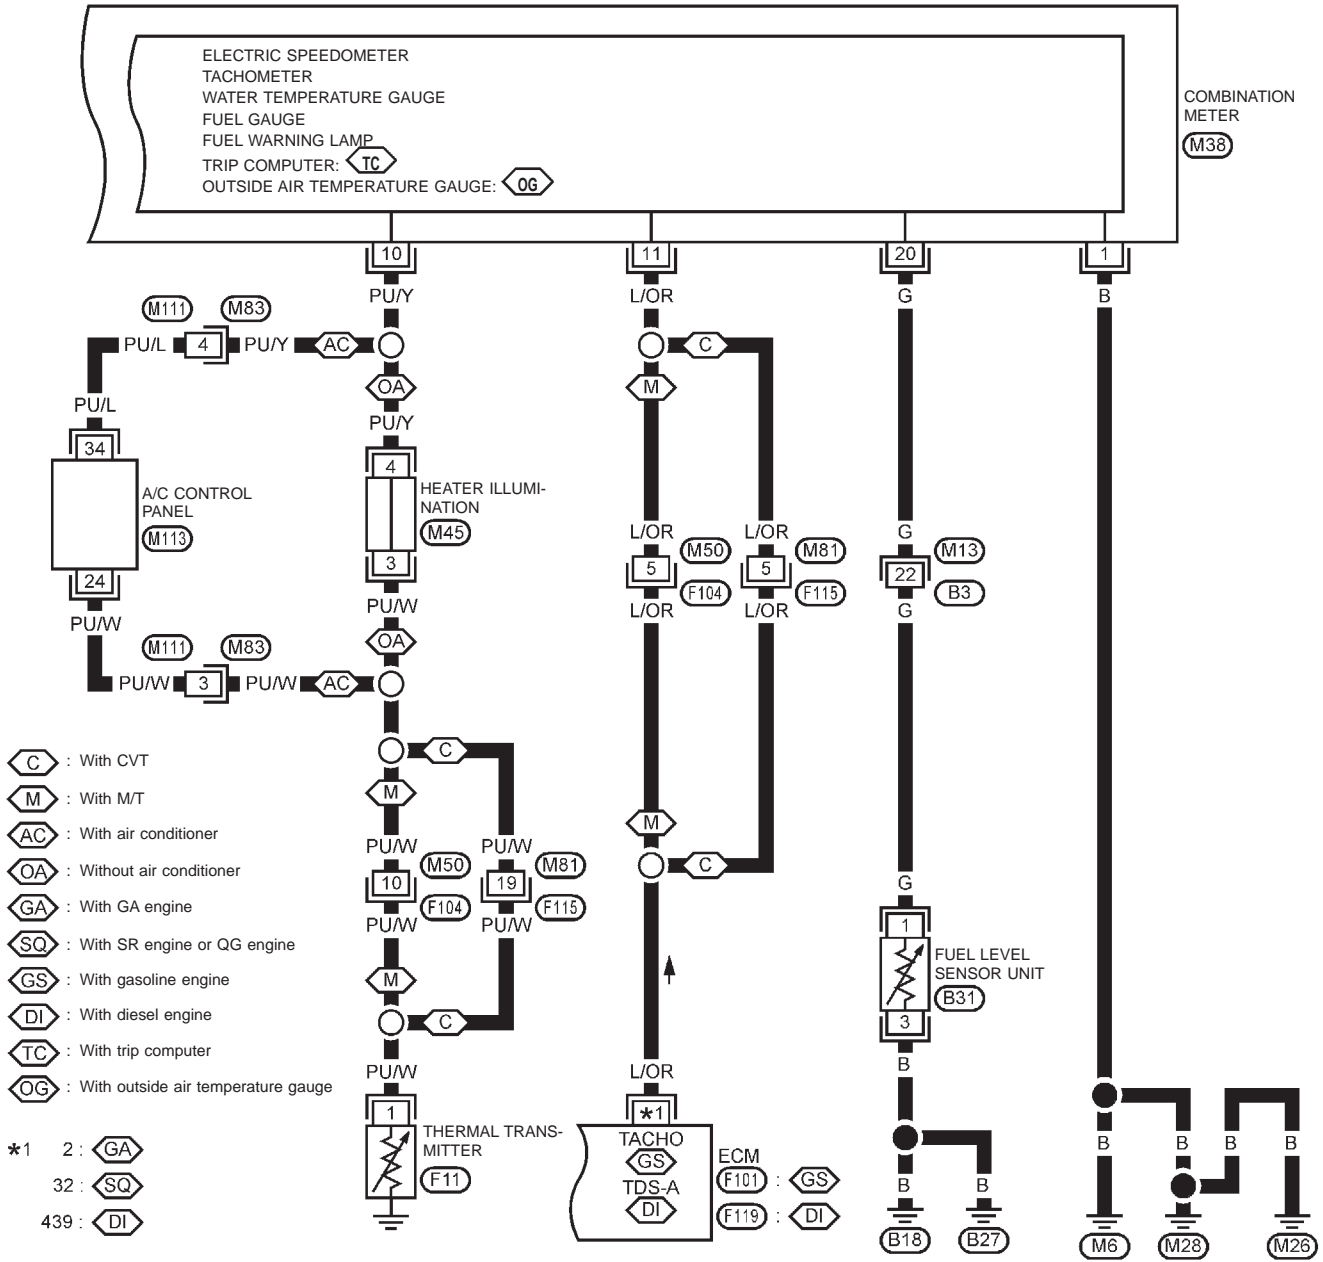 ELECTRIC SPEEDOMETER
TACHOMETER
WATER TEMPERATURE GAUGE
FUEL GAUGE
FUEL WARNING LAMP
TRIP COMPUTER: TC
OUTSIDE AIR TEMPERATURE GAUGE: OG
COMBINATION
METER
M38
10
11
20
1
PU/Y
L/OR
G
B
M111
M83
PU/L
4
PU/Y
AC
C
OA
M
PU/L
PU/Y
34
4
A/C CONTROL
PANEL
M113
HEATER ILLUMI-
NATION
M45
24
3
PU/W
PU/W
L/OR
L/OR
G
5
M50
F104
5
M81
F115
22
M13
B3
L/OR
L/OR
G
OA
M111
M83
PU/W
3
PU/W
AC
C
M
PU/W
PU/W
10
M50
F104
19
M81
F115
PU/W
PU/W
M
C
PU/W
M
C
L/OR
G
1
FUEL LEVEL
SENSOR UNIT
B31
3
B
C : With CVT
M : With M/T
AC : With air conditioner
OA : Without air conditioner
GA : With GA engine
SQ : With SR engine or QG engine
GS : With gasoline engine
DI : With diesel engine
TC : With trip computer
OG : With outside air temperature gauge
*1 2 : GA
32 : SQ
439 : DI
1
THERMAL TRANS-
MITTER
F11
*1
TACHO
GS
TDS-A
DI
ECM
F101 : GS
F119 : DI
B
B
B
B
B
B
B18
B27
M6
M28
M26